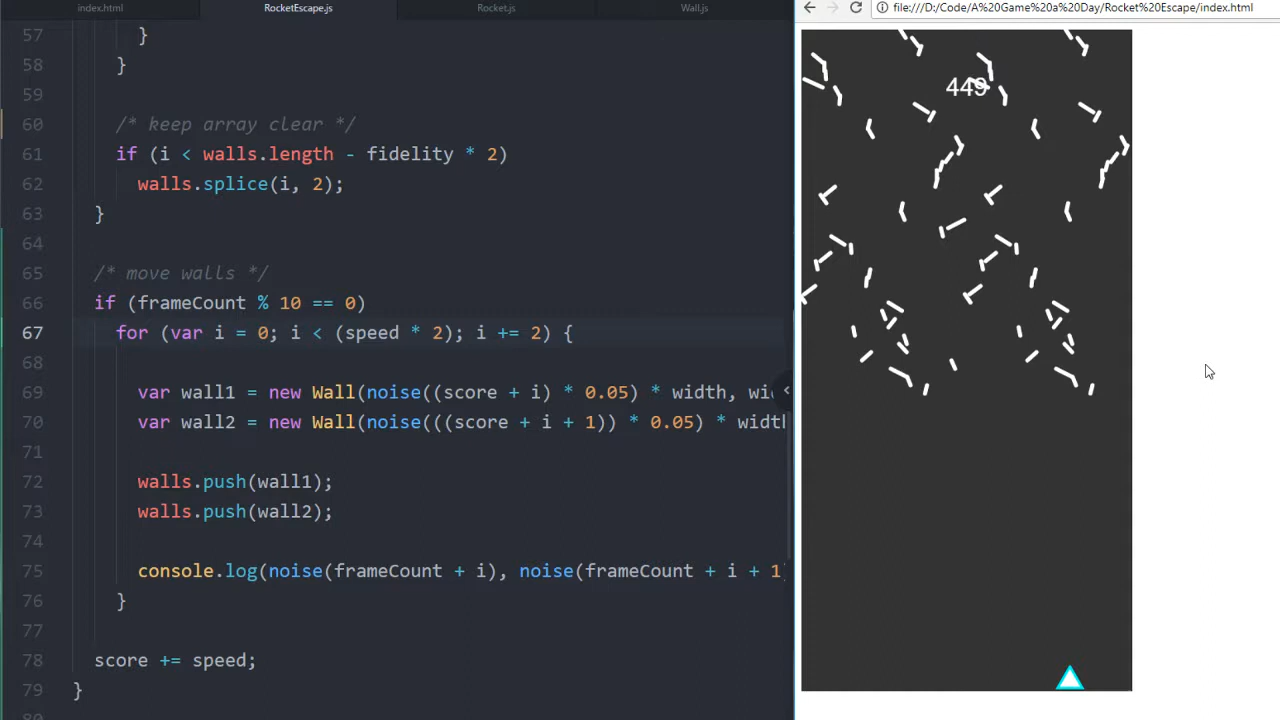 index.html
RocketEscape.js
Rocket.js
Wall.js
file:///D:/Code/A%20Game%20a%20Day/Rocket%20Escape/index.html
57 }
58 }
59
60 /* keep array clear */
61 if (i < walls.length - fidelity * 2)
62 walls.splice(i, 2);
63 }
64
65 /* move walls */
66 if (frameCount % 10 == 0)
67 for (var i = 0; i < (speed * 2); i += 2) {
68
69 var wall1 = new Wall(noise((score + i) * 0.05) * width, wi
70 var wall2 = new Wall(noise(((score + i + 1)) * 0.05) * width
71
72 walls.push(wall1);
73 walls.push(wall2);
74
75 console.log(noise(frameCount + i), noise(frameCount + i + 1)
76 }
77
78 score += speed;
79 }
449